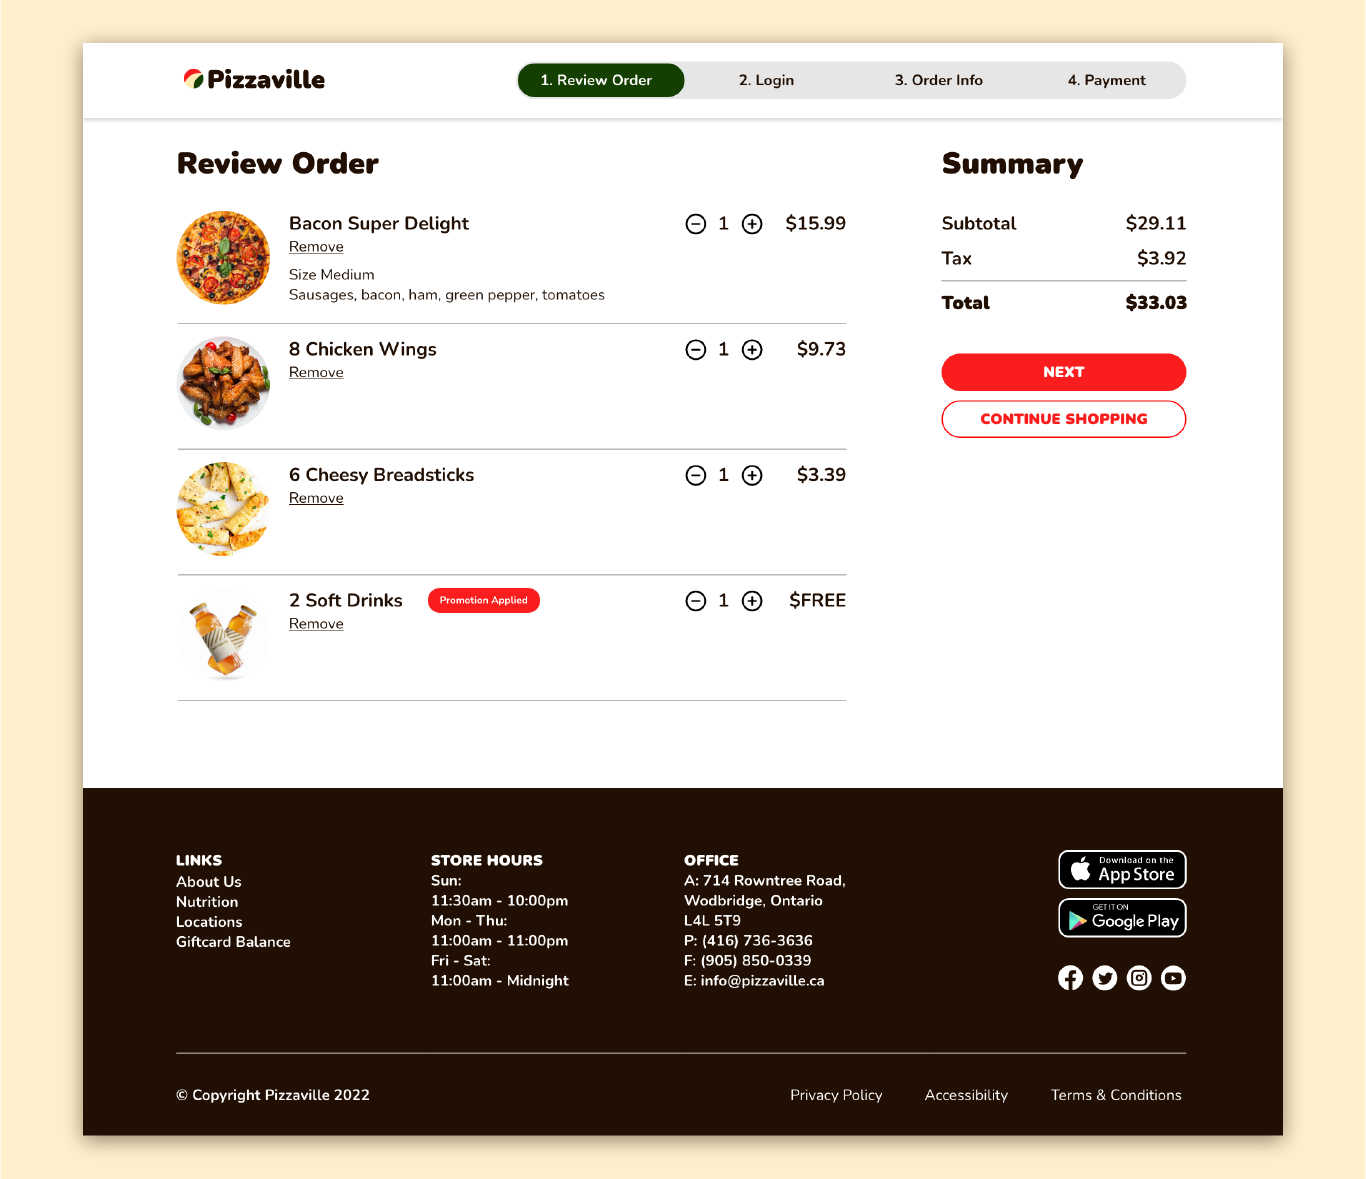 Pizzaville
1. Review Order
2. Login
3. Order Info
4. Payment
Review Order
Bacon Super Delight
1
$15.99
Remove
Size Medium
Sausages, bacon, ham, green pepper, tomatoes
8 Chicken Wings
1
$9.73
Remove
6 Cheesy Breadsticks
1
$3.39
Remove
2 Soft Drinks
Promotion Applied
1
$FREE
Remove
Summary
Subtotal
$29.11
Tax
$3.92
Total
$33.03
NEXT
CONTINUE SHOPPING
LINKS
About Us
Nutrition
Locations
Giftcard Balance
STORE HOURS
Sun:
11:30am - 10:00pm
Mon - Thu:
11:00am - 11:00pm
Fri - Sat:
11:00am - Midnight
OFFICE
A: 714 Rowntree Road,
Wodbridge, Ontario
L4L 5T9
P: (416) 736-3636
F: (905) 850-0339
E: info@pizzaville.ca
Download on the
App Store
GET IT ON
Google Play
© Copyright Pizzaville 2022
Privacy Policy
Accessibility
Terms & Conditions